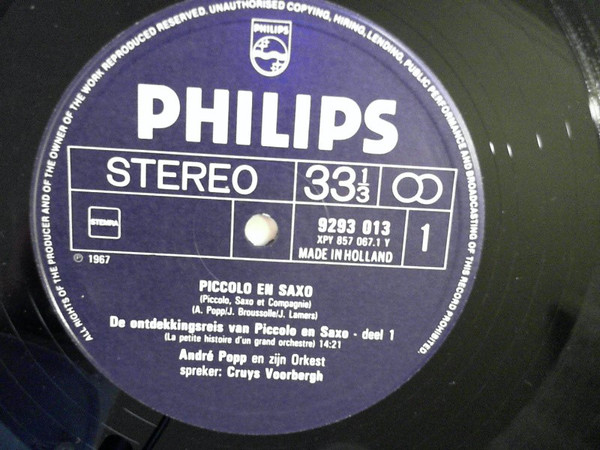 ALL RIGHTS OF THE PRODUCER AND OF THE OWNER OF THE WORK REPRODUCED RESERVED. UNAUTHORISED COPYING, HIRING, LENDING, PUBLIC PERFORMANCE AND BROADCASTING OF THIS RECORD PROHIBITED.
PHILIPS
PHILIPS
STEREO 33⅓
STEMRA
9293 013 1
XPY 857 067.1 Y
MADE IN HOLLAND
℗ 1967
PICCOLO EN SAXO
(Piccolo, Saxo et Compagnie)
(A. Popp/J. Broussolle/J. Lamers)
De ontdekkingsreis van Piccolo en Saxo - deel 1
(La petite histoire d'un grand orchestre) 14:21
André Popp en zijn Orkest
spreker: Cruys Voorbergh